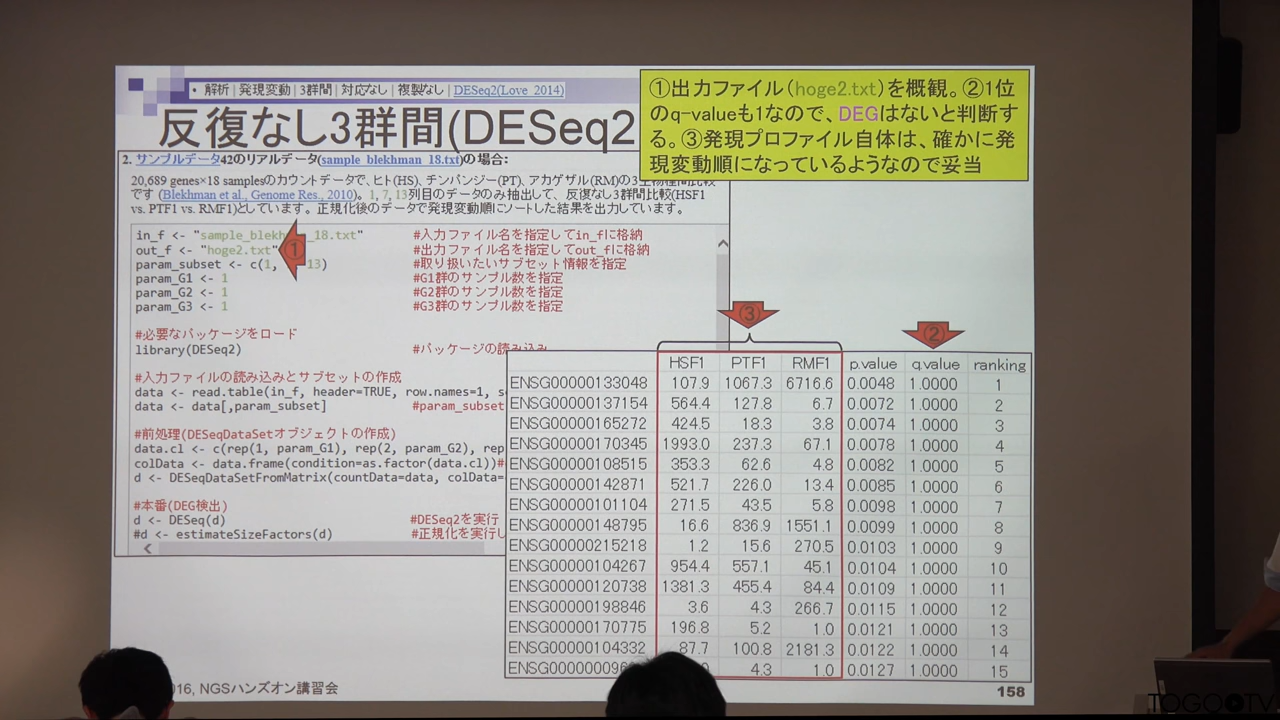 ・解析 | 発現変動 | 3群間 | 対応なし | 複製なし | DESeq2(Love_2014)
反復なし3群間(DESeq2
①出力ファイル(hoge2.txt)を概観。②1位
のq-valueも1なので、DEGはないと判断す
る。③発現プロファイル自体は、確かに発
現変動順になっているようなので妥当
2. サンプルデータ42のリアルデータ(sample_blekhman_18.txt)の場合:
20,689 genes×18 samplesのカウントデータで、ヒト(HS)、チンパンジー(PT)、アカゲザル(RM)の3生物種間比較
です (Blekhman et al., Genome Res., 2010)。1, 7, 13列目のデータのみ抽出して、反復なし3群間比較(HSF1
vs. PTF1 vs. RMF1)としています。正規化後のデータで発現変動順にソートした結果を出力しています。
in_f <- "sample_blekh _18.txt" #入力ファイル名を指定してin_fに格納
out_f <- "hoge2.txt" #出力ファイル名を指定してout_fに格納
①
param_subset <- c(1, 13) #取り扱いたいサブセット情報を指定
param_G1 <- 1 #G1群のサンプル数を指定
param_G2 <- 1 #G2群のサンプル数を指定
param_G3 <- 1 #G3群のサンプル数を指定
#必要なパッケージをロード
library(DESeq2) #パッケージの読み込み
#入力ファイルの読み込みとサブセットの作成
data <- read.table(in_f, header=TRUE, row.names=1, s
data <- data[,param_subset] #param_subset
#前処理(DESeqDataSetオブジェクトの作成)
data.cl <- c(rep(1, param_G1), rep(2, param_G2), rep
colData <- data.frame(condition=as.factor(data.cl))#
d <- DESeqDataSetFromMatrix(countData=data, colData=
#本番(DEG検出)
d <- DESeq(d) #DESeq2を実行
#d <- estimateSizeFactors(d) #正規化を実行し
③ ②
HSF1 PTF1 RMF1 p.value q.value ranking
ENSG00000133048 107.9 1067.3 6716.6 0.0048 1.0000 1
ENSG00000137154 564.4 127.8 6.7 0.0072 1.0000 2
ENSG00000165272 424.5 18.3 3.8 0.0074 1.0000 3
ENSG00000170345 1993.0 237.3 67.1 0.0078 1.0000 4
ENSG00000108515 353.3 62.6 4.8 0.0082 1.0000 5
ENSG00000142871 521.7 226.0 13.4 0.0085 1.0000 6
ENSG00000101104 271.5 43.5 5.8 0.0098 1.0000 7
ENSG00000148795 16.6 836.9 1551.1 0.0099 1.0000 8
ENSG00000215218 1.2 15.6 270.5 0.0103 1.0000 9
ENSG00000104267 954.4 557.1 45.1 0.0104 1.0000 10
ENSG00000120738 1381.3 455.4 84.4 0.0109 1.0000 11
ENSG00000198846 3.6 4.3 266.7 0.0115 1.0000 12
ENSG00000170775 196.8 5.2 1.0 0.0121 1.0000 13
ENSG00000104332 87.7 100.8 2181.3 0.0122 1.0000 14
4.3 1.0 0.0127 1.0000 15
016, NGSハンズオン講習会
158
TOGO TV